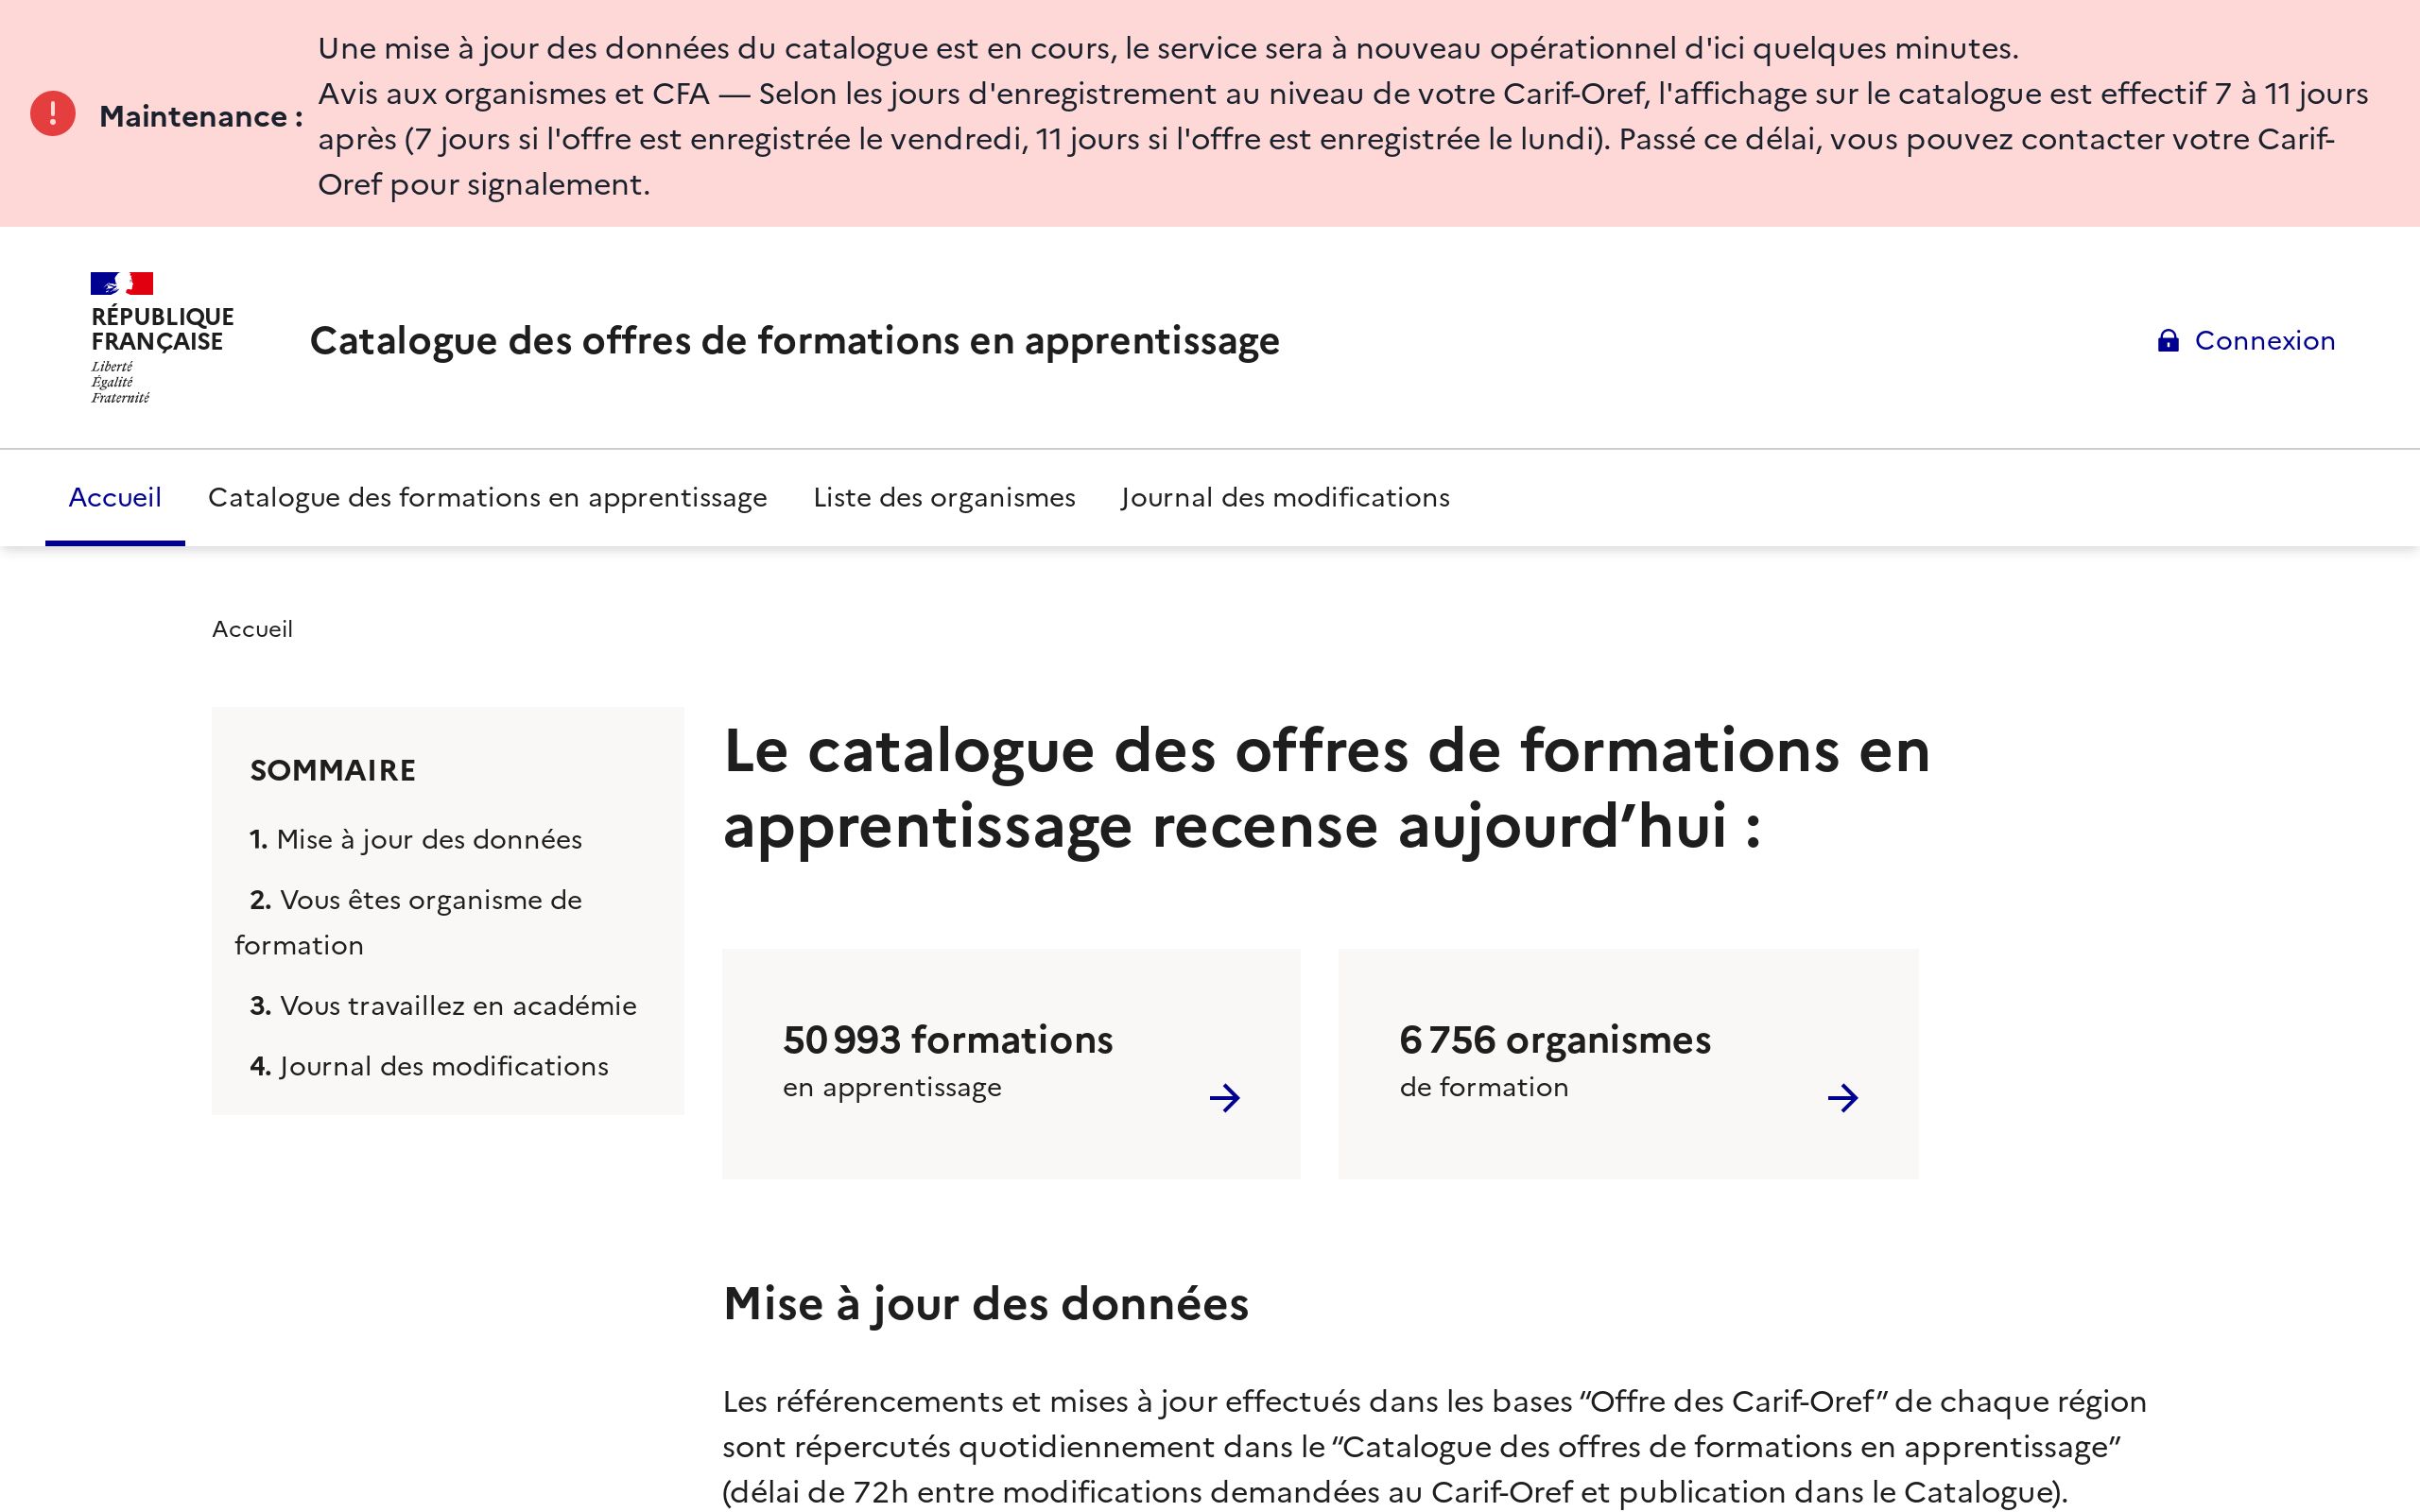 Une mise à jour des données du catalogue est en cours, le service sera à nouveau opérationnel d'ici quelques minutes.
Maintenance :
Avis aux organismes et CFA — Selon les jours d'enregistrement au niveau de votre Carif-Oref, l'affichage sur le catalogue est effectif 7 à 11 jours
après (7 jours si l'offre est enregistrée le vendredi, 11 jours si l'offre est enregistrée le lundi). Passé ce délai, vous pouvez contacter votre Carif-
Oref pour signalement.
RÉPUBLIQUE
FRANÇAISE
Liberté
Égalité
Fraternité
Catalogue des offres de formations en apprentissage
Connexion
Accueil
Catalogue des formations en apprentissage
Liste des organismes
Journal des modifications
Accueil
SOMMAIRE
1. Mise à jour des données
2. Vous êtes organisme de
formation
3. Vous travaillez en académie
4. Journal des modifications
Le catalogue des offres de formations en
apprentissage recense aujourd’hui :
50 993 formations
en apprentissage
6 756 organismes
de formation
Mise à jour des données
Les référencements et mises à jour effectués dans les bases “Offre des Carif-Oref” de chaque région
sont répercutés quotidiennement dans le “Catalogue des offres de formations en apprentissage”
(délai de 72h entre modifications demandées au Carif-Oref et publication dans le Catalogue).